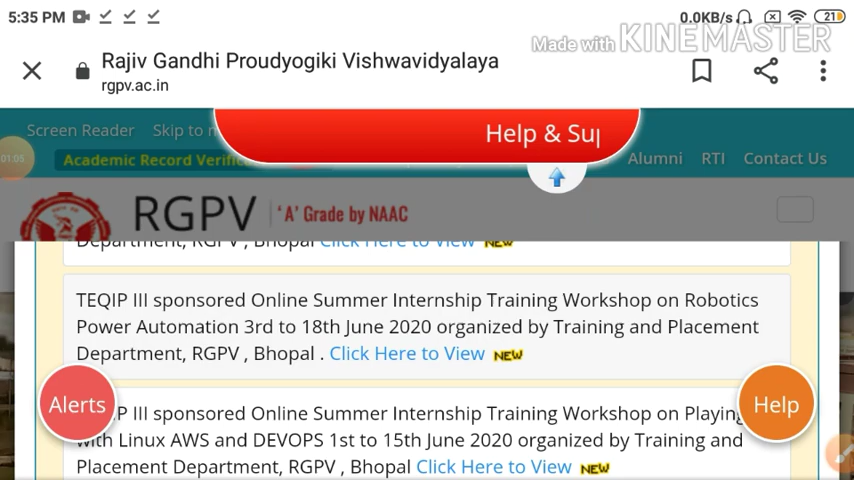 5:35 PM
0.0KB/s
21
Made with KINEMASTER
Rajiv Gandhi Proudyogiki Vishwavidyalaya
rgpv.ac.in
Help & Su
Screen Reader Skip to
Alumni RTI Contact Us
01:05
Academic Record Verific
RGPV 'A' Grade by NAAC
Department, RGPV , Bhopal Click Here to View NEW
TEQIP III sponsored Online Summer Internship Training Workshop on Robotics
Power Automation 3rd to 18th June 2020 organized by Training and Placement
Department, RGPV , Bhopal . Click Here to View NEW
Alerts
Help
P III sponsored Online Summer Internship Training Workshop on Playing
with Linux AWS and DEVOPS 1st to 15th June 2020 organized by Training and
Placement Department, RGPV , Bhopal Click Here to View NEW